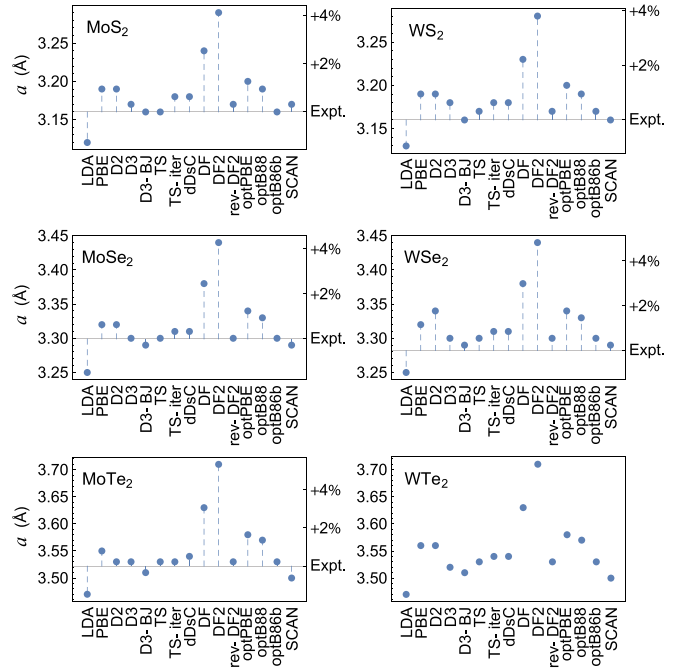 MoS2
a (Å)
3.25
3.20
3.15
+4%
+2%
Expt.
LDA
PBE
D2
D3
D3- BJ
TS
TS- iter
dDsC
DF
DF2
rev- DF2
optPBE
optB88
optB86b
SCAN
WS2
3.25
3.20
3.15
+4%
+2%
Expt.
LDA
PBE
D2
D3
D3- BJ
TS
TS- iter
dDsC
DF
DF2
rev- DF2
optPBE
optB88
optB86b
SCAN
MoSe2
a (Å)
3.45
3.40
3.35
3.30
3.25
+4%
+2%
Expt.
LDA
PBE
D2
D3
D3- BJ
TS
TS- iter
dDsC
DF
DF2
rev- DF2
optPBE
optB88
optB86b
SCAN
WSe2
3.45
3.40
3.35
3.30
3.25
+4%
+2%
Expt.
LDA
PBE
D2
D3
D3- BJ
TS
TS- iter
dDsC
DF
DF2
rev- DF2
optPBE
optB88
optB86b
SCAN
MoTe2
a (Å)
3.70
3.65
3.60
3.55
3.50
+4%
+2%
Expt.
LDA
PBE
D2
D3
D3- BJ
TS
TS- iter
dDsC
DF
DF2
rev- DF2
optPBE
optB88
optB86b
SCAN
WTe2
3.70
3.65
3.60
3.55
3.50
LDA
PBE
D2
D3
D3- BJ
TS
TS- iter
dDsC
DF
DF2
rev- DF2
optPBE
optB88
optB86b
SCAN